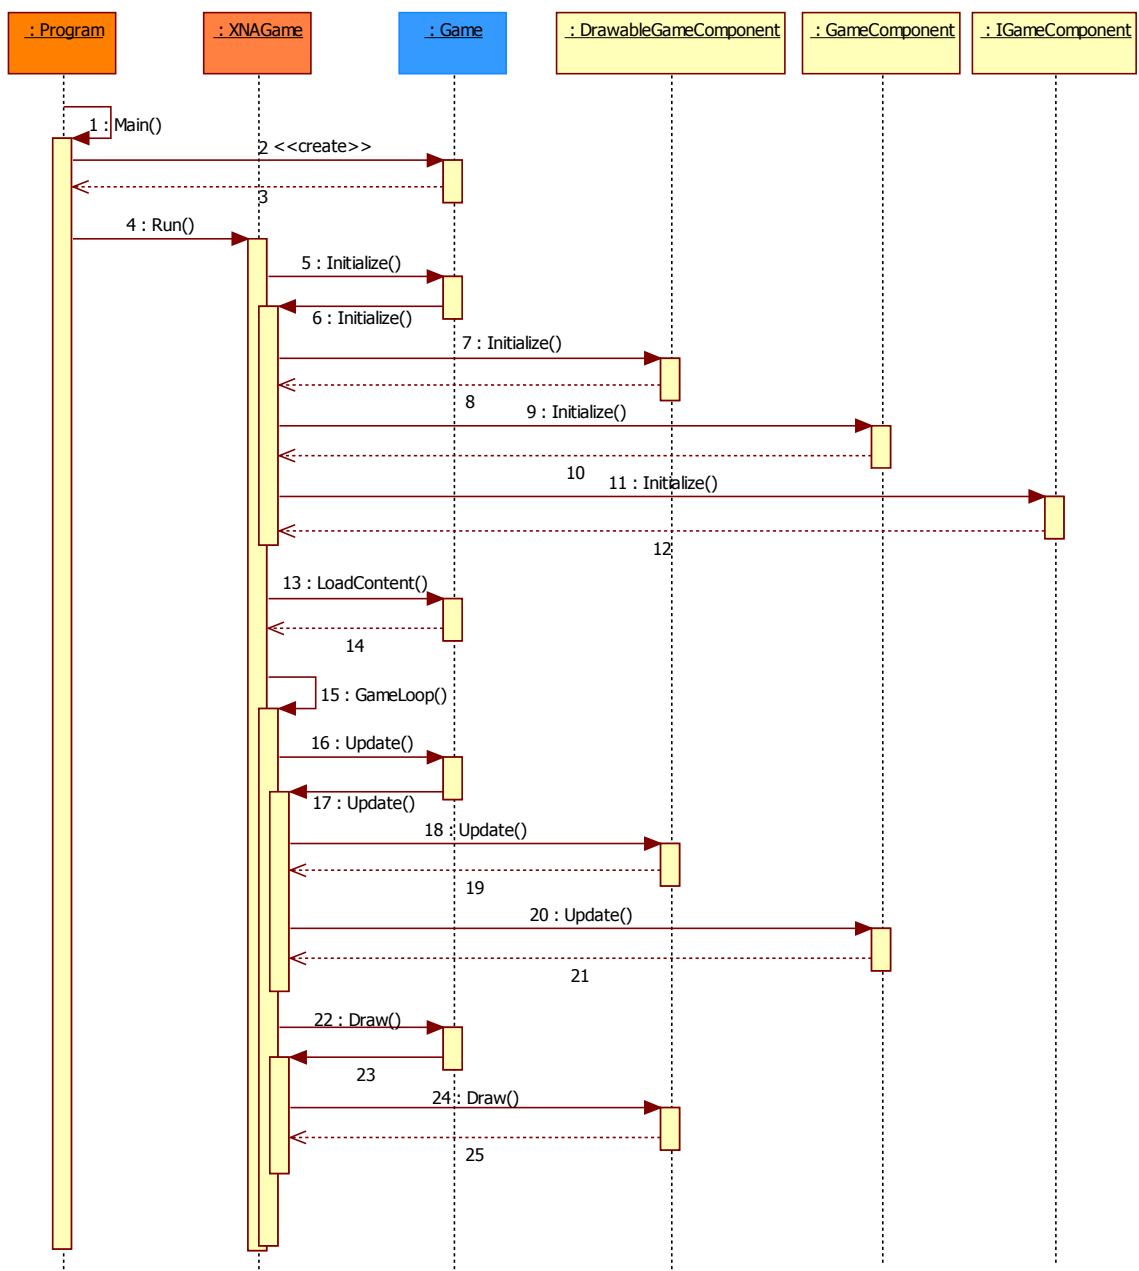 : Program
: XNAGame
: Game
: DrawableGameComponent
: GameComponent
: IGameComponent
1 : Main()
2 <<create>>
3
4 : Run()
5 : Initialize()
6 : Initialize()
7 : Initialize()
8
9 : Initialize()
10
11 : Initialize()
12
13 : LoadContent()
14
15 : GameLoop()
16 : Update()
17 : Update()
18 : Update()
19
20 : Update()
21
22 : Draw()
23
24 : Draw()
25